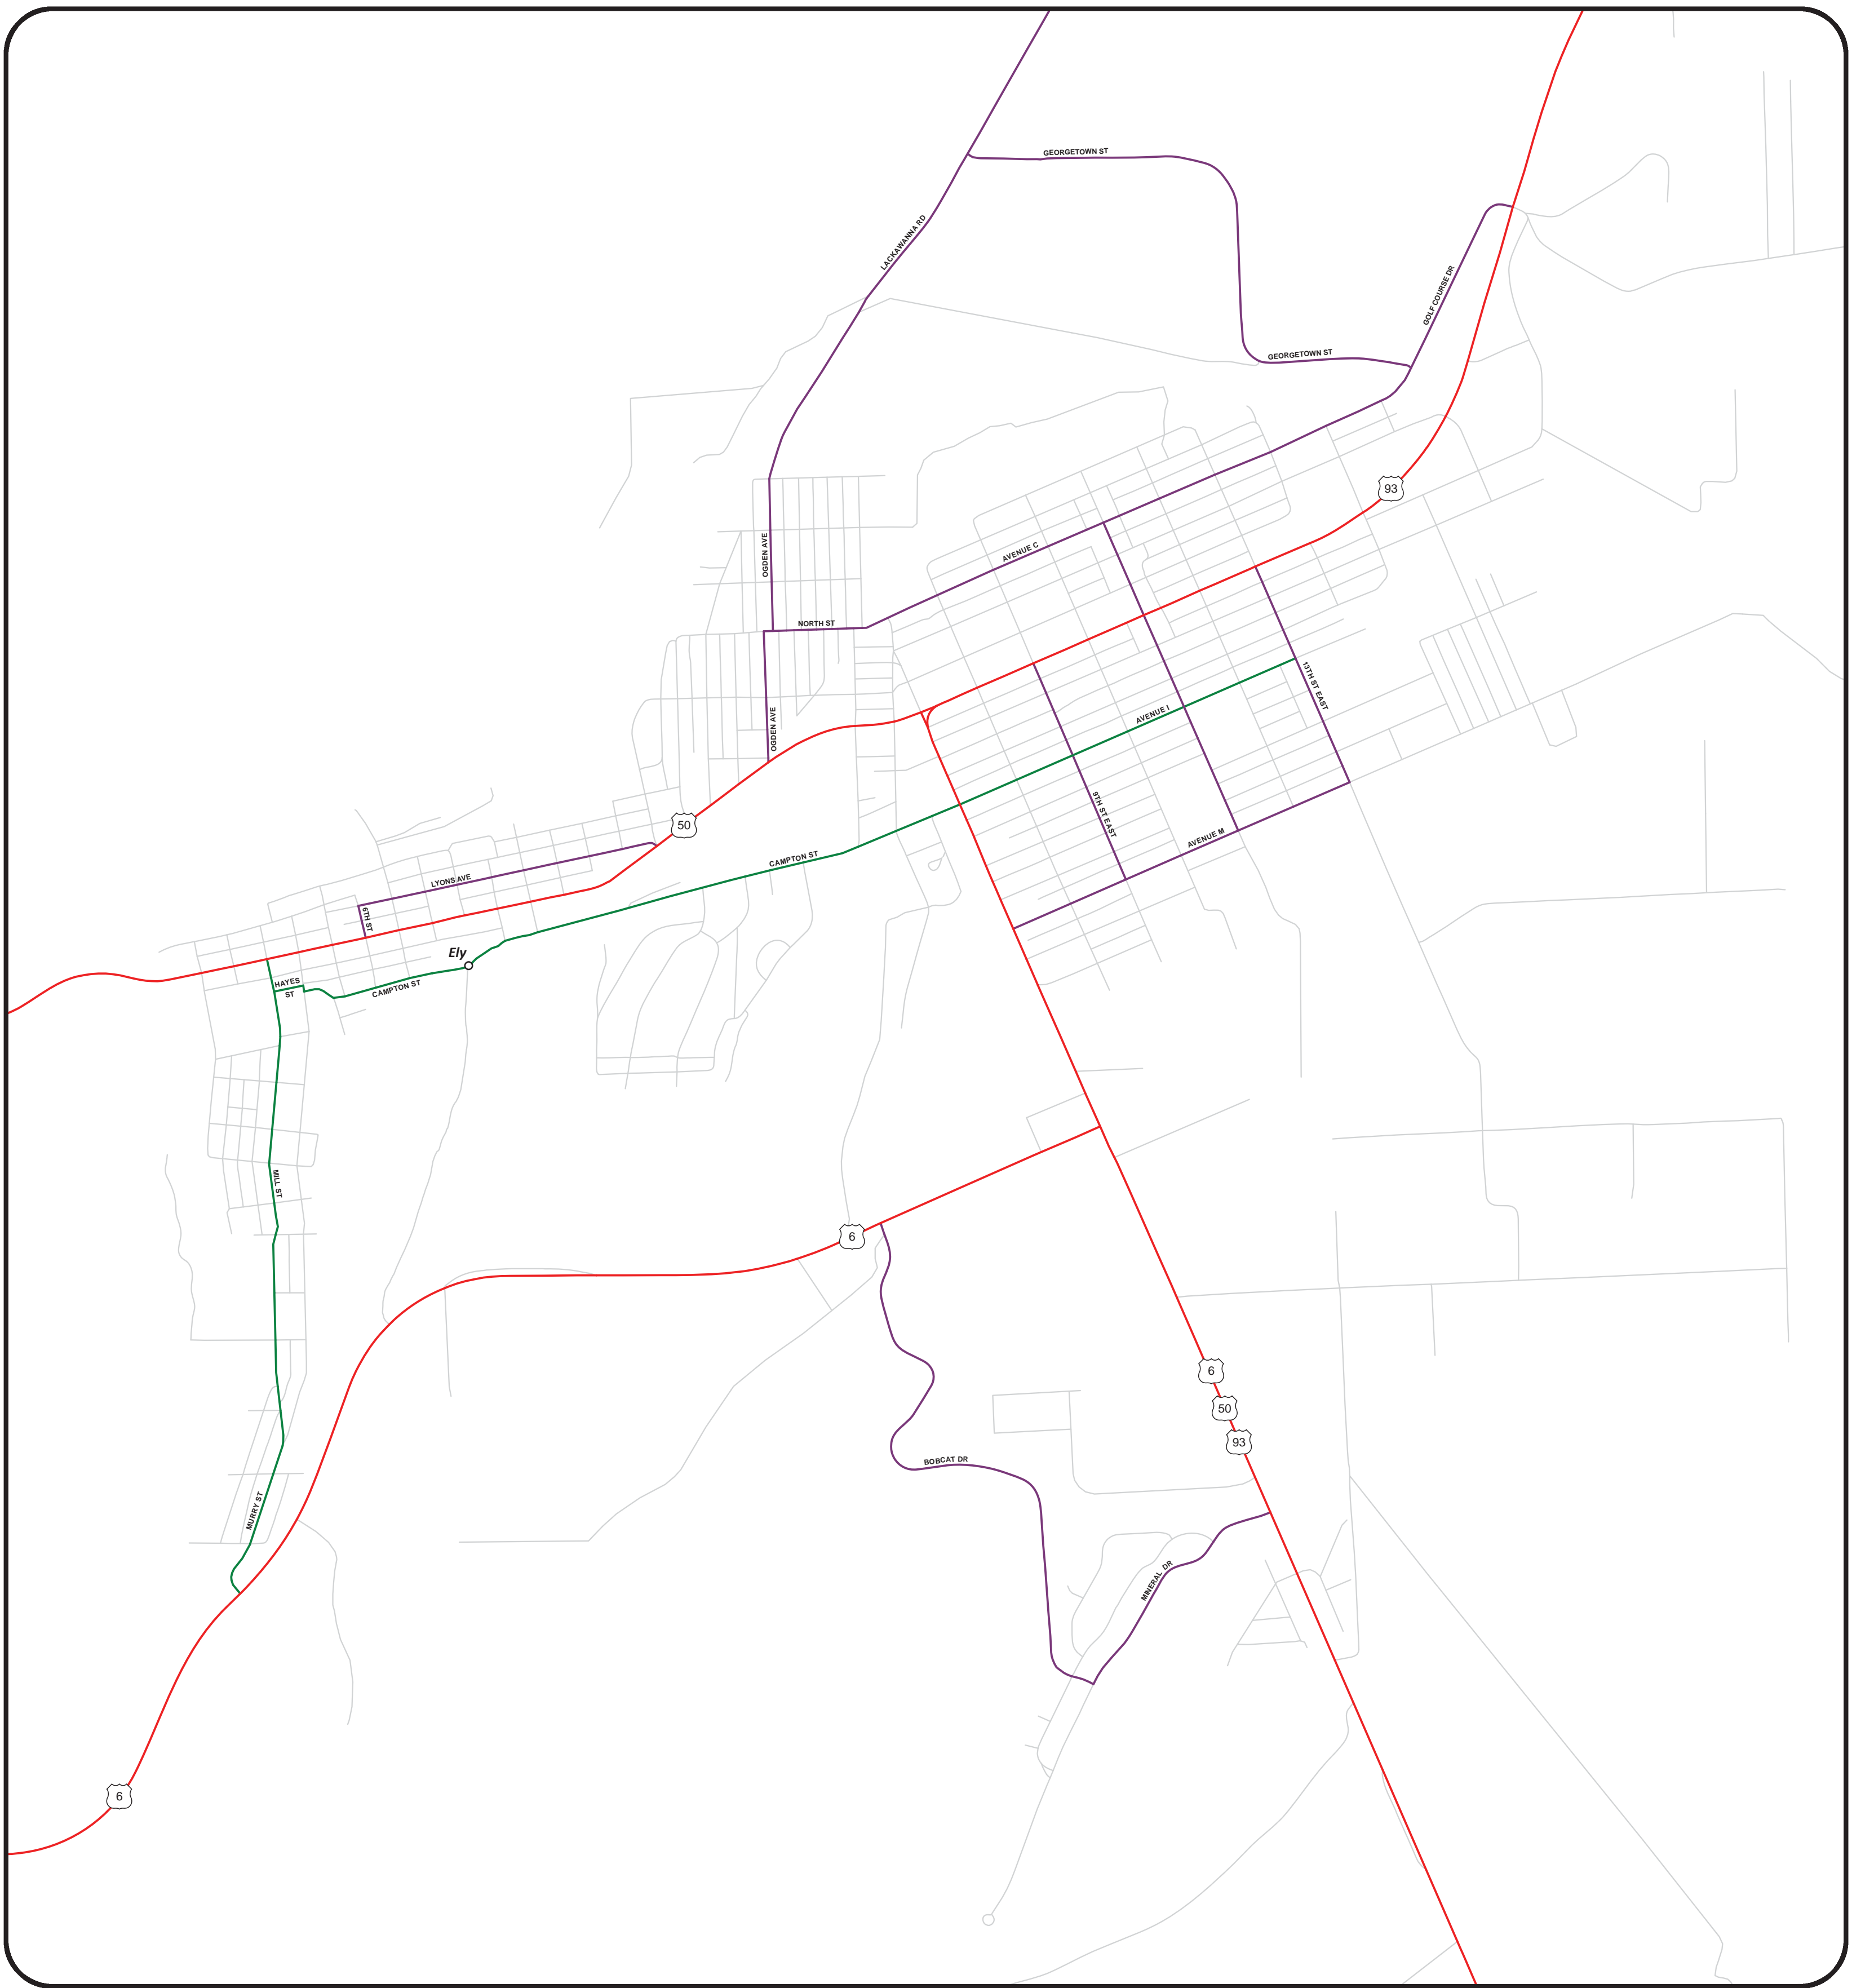 GEORGETOWN ST
LACKAWANNA RD
GOLF COURSE DR
GEORGETOWN ST
93
AVENUE C
OGDEN AVE
NORTH ST
13TH ST EAST
AVENUE I
OGDEN AVE
50
9TH ST EAST
AVENUE M
CAMPTON ST
LYONS AVE
6TH ST
Ely
HAYES
ST
CAMPTON ST
MILL ST
6
6
50
93
BOBCAT DR
MURRY ST
MINERAL DR
6